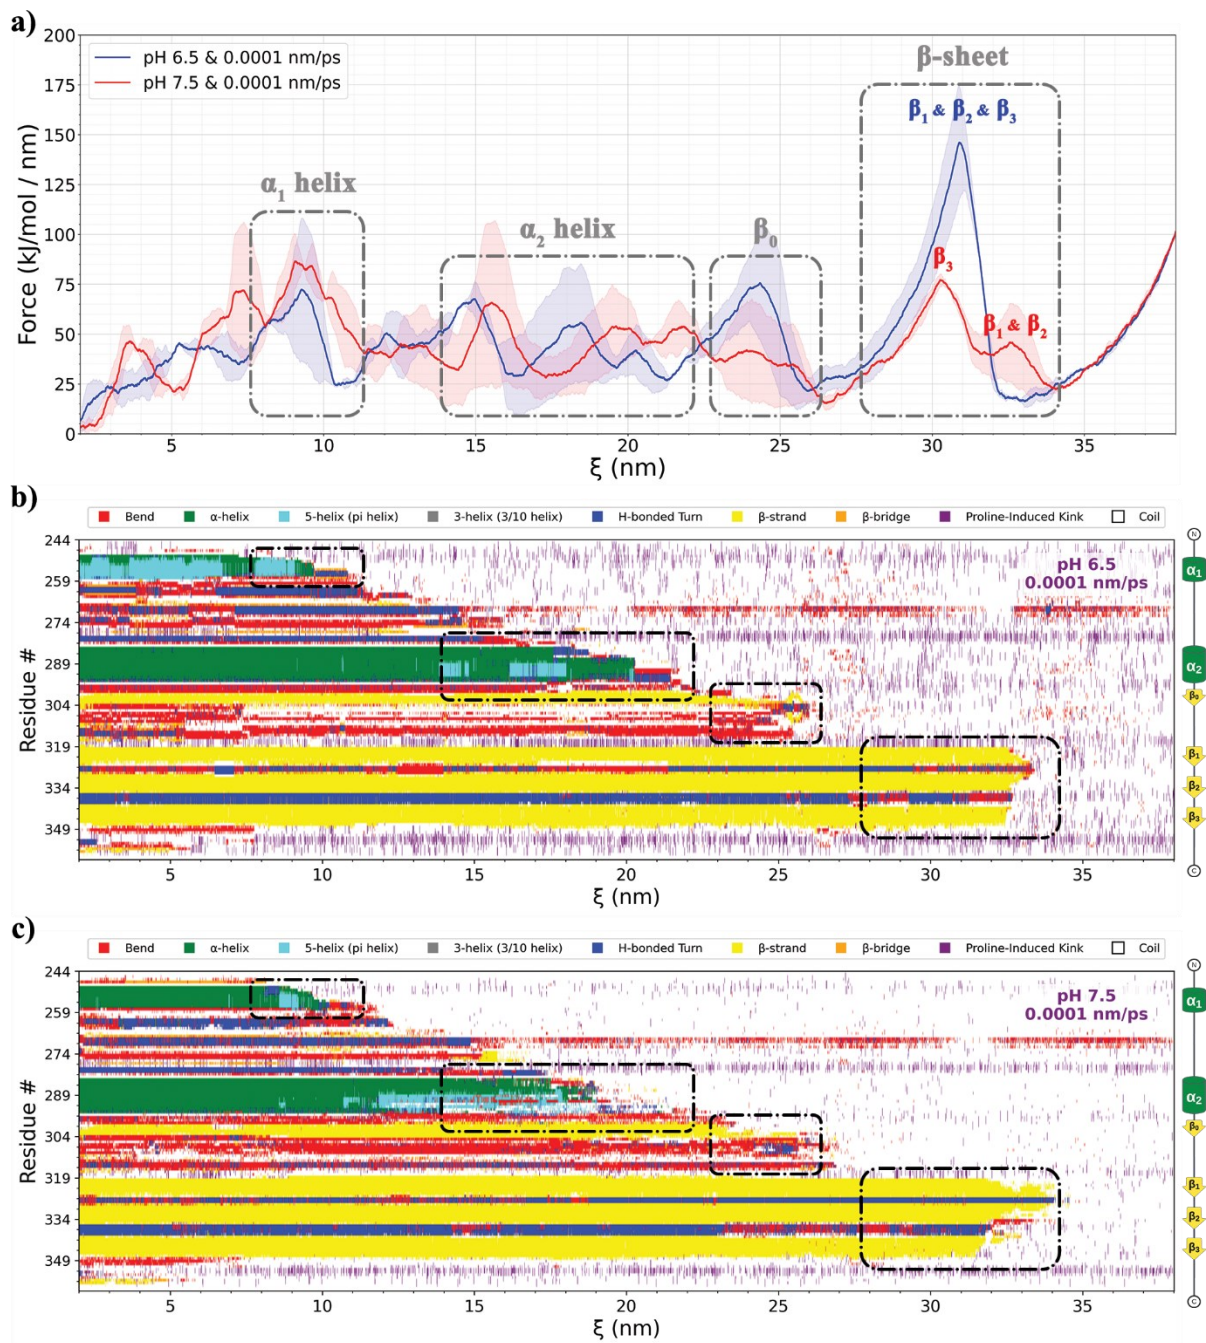 a)
200
175
150
125
100
75
50
25
0
Force (kJ/mol / nm)
pH 6.5 & 0.0001 nm/ps
pH 7.5 & 0.0001 nm/ps
α₁ helix
α₂ helix
β₀
β-sheet
β₁ & β₂ & β₃
β₃
β₁ & β₂
5 10 15 20 25 30 35
ξ (nm)
b)
Bend α-helix 5-helix (pi helix) 3-helix (3/10 helix) H-bonded Turn β-strand β-bridge Proline-Induced Kink Coil
244
259
274
289
304
319
334
349
Residue #
pH 6.5
0.0001 nm/ps
N
α₁
α₂
β₀
β₁
β₂
β₃
C
5 10 15 20 25 30 35
ξ (nm)
c)
Bend α-helix 5-helix (pi helix) 3-helix (3/10 helix) H-bonded Turn β-strand β-bridge Proline-Induced Kink Coil
244
259
274
289
304
319
334
349
Residue #
pH 7.5
0.0001 nm/ps
N
α₁
α₂
β₀
β₁
β₂
β₃
C
5 10 15 20 25 30 35
ξ (nm)